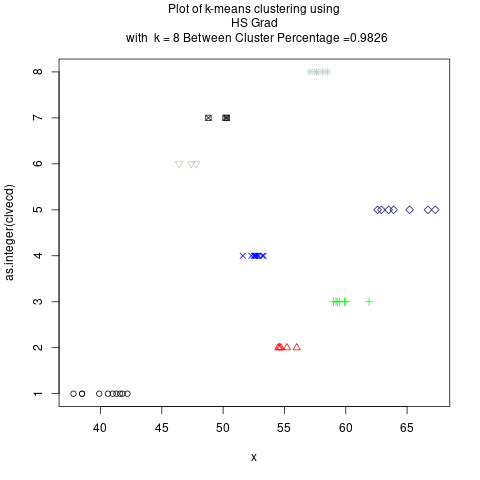 Plot of k-means clustering using
HS Grad
with  k = 8 Between Cluster Percentage =0.9826
as.integer(clvecd)
8
7
6
5
4
3
2
1
40 45 50 55 60 65
x